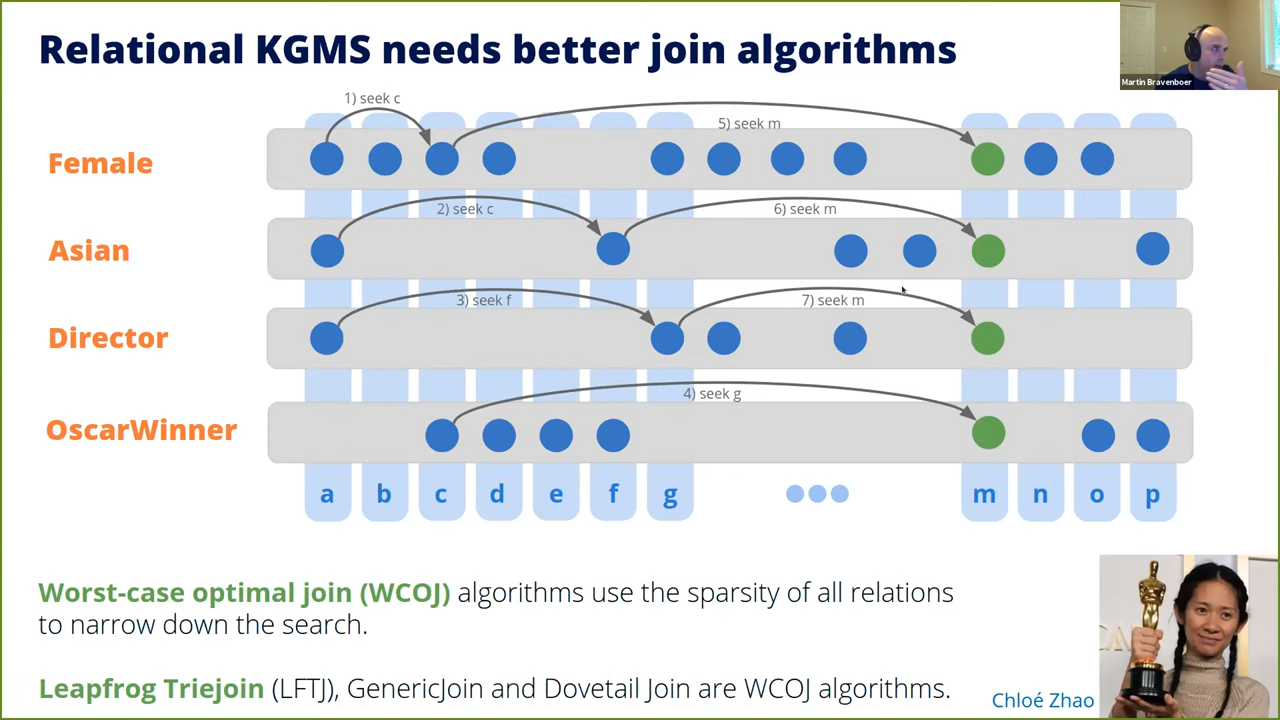 Relational KGMS needs better join algorithms
Martin Bravenboer
1) seek c
5) seek m
Female
2) seek c
6) seek m
Asian
3) seek f
7) seek m
Director
4) seek g
OscarWinner
a b c d e f g m n o p
Worst-case optimal join (WCOJ) algorithms use the sparsity of all relations
to narrow down the search.
Leapfrog Triejoin (LFTJ), GenericJoin and Dovetail Join are WCOJ algorithms.
Chloé Zhao